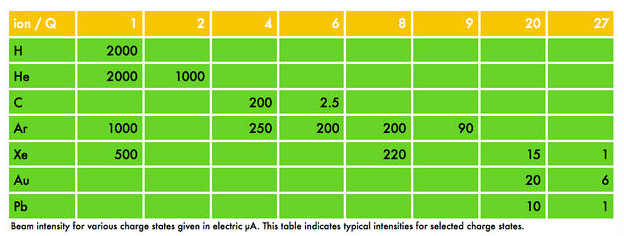 ion / Q 1 2 4 6 8 9 20 27
H 2000
He 2000 1000
C 200 2.5
Ar 1000 250 200 200 90
Xe 500 220 15 1
Au 20 6
Pb 10 1
Beam intensity for various charge states given in electric µA. This table indicates typical intensities for selected charge states.